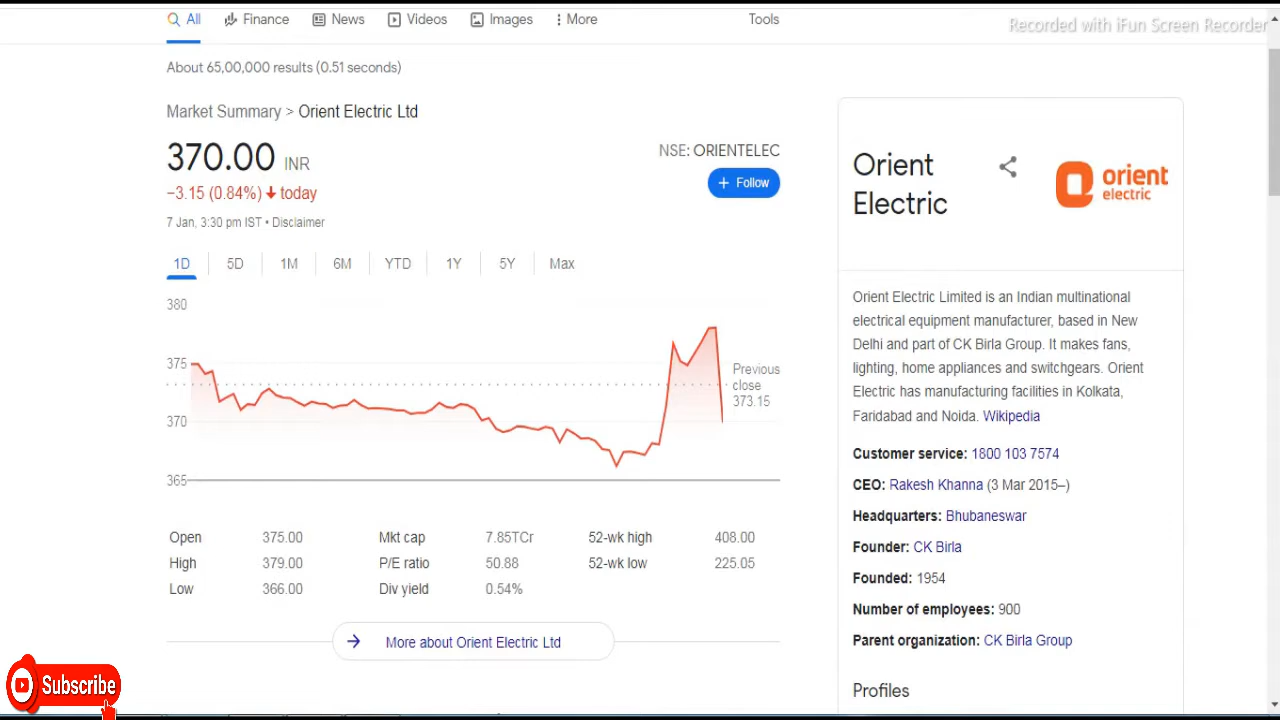 All Finance News Videos Images More Tools
Recorded with iFun Screen Recorder
About 65,00,000 results (0.51 seconds)
Market Summary > Orient Electric Ltd
370.00 INR
NSE: ORIENTELEC
−3.15 (0.84%) today
+ Follow
7 Jan, 3:30 pm IST • Disclaimer
1D 5D 1M 6M YTD 1Y 5Y Max
380
375
370
365
Previous
close
373.15
Open 375.00 Mkt cap 7.85TCr 52-wk high 408.00
High 379.00 P/E ratio 50.88 52-wk low 225.05
Low 366.00 Div yield 0.54%
More about Orient Electric Ltd
Orient
Electric
orient
electric
Orient Electric Limited is an Indian multinational
electrical equipment manufacturer, based in New
Delhi and part of CK Birla Group. It makes fans,
lighting, home appliances and switchgears. Orient
Electric has manufacturing facilities in Kolkata,
Faridabad and Noida. Wikipedia
Customer service: 1800 103 7574
CEO: Rakesh Khanna (3 Mar 2015–)
Headquarters: Bhubaneswar
Founder: CK Birla
Founded: 1954
Number of employees: 900
Parent organization: CK Birla Group
Profiles
Subscribe